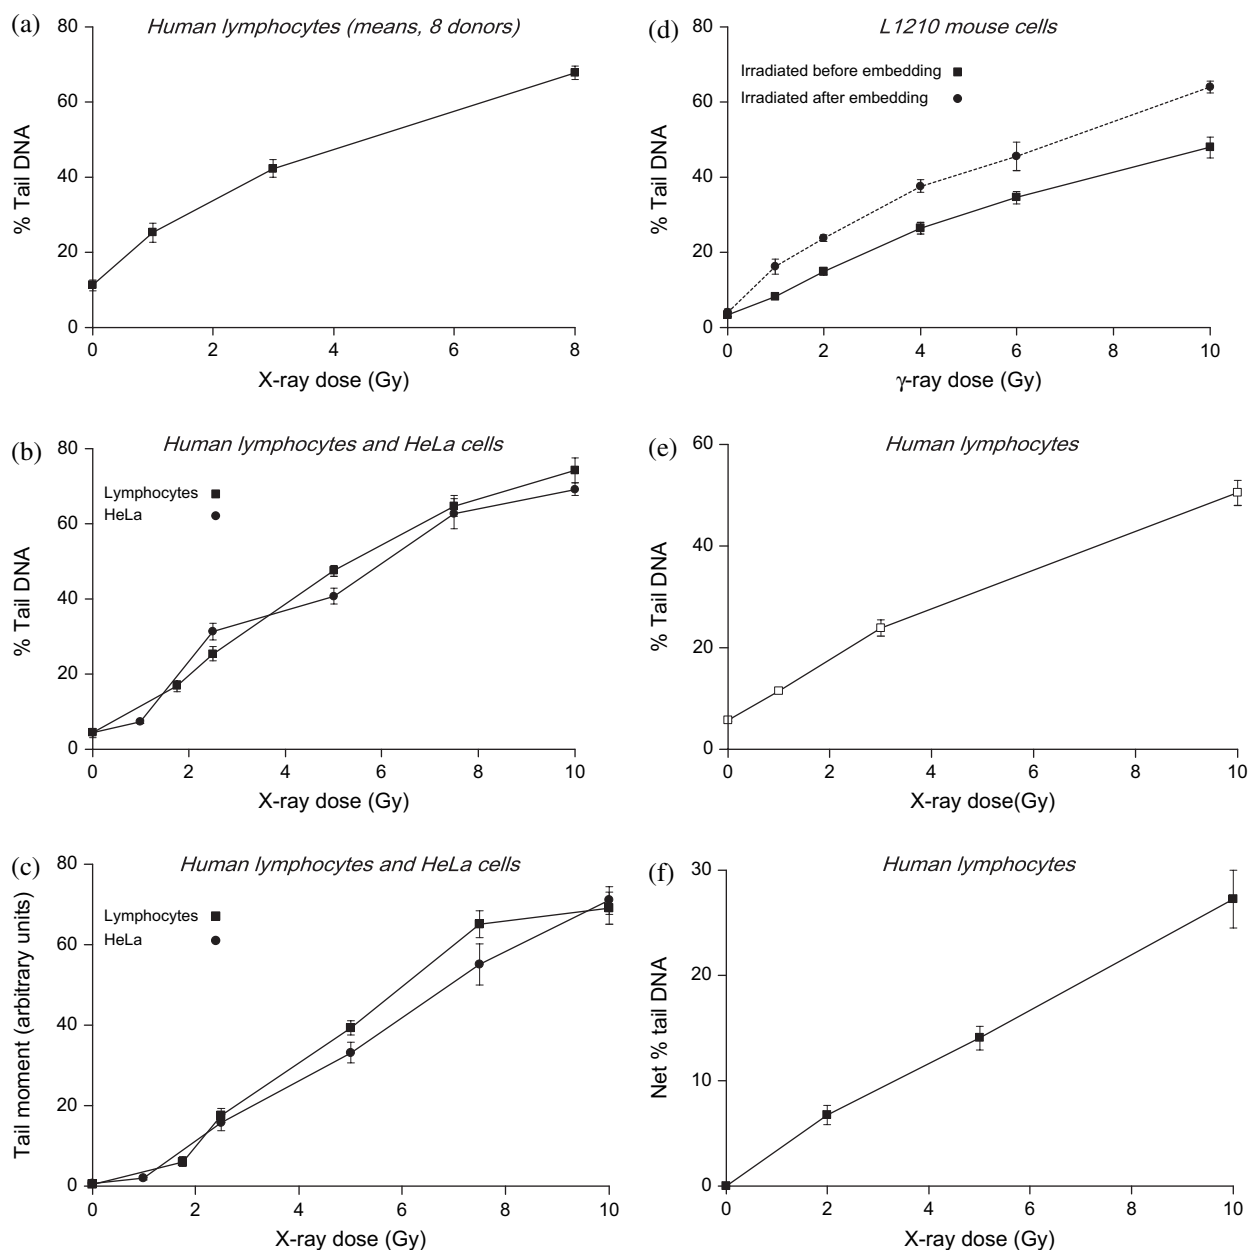 (a)
Human lymphocytes (means, 8 donors)
80
60
40
20
0
% Tail DNA
0 2 4 6 8
X-ray dose (Gy)
(d)
L1210 mouse cells
Irradiated before embedding
Irradiated after embedding
80
60
40
20
0
% Tail DNA
0 2 4 6 8 10
γ-ray dose (Gy)
(b)
Human lymphocytes and HeLa cells
Lymphocytes
HeLa
80
60
40
20
0
% Tail DNA
0 2 4 6 8 10
X-ray dose (Gy)
(e)
Human lymphocytes
60
40
20
0
% Tail DNA
0 2 4 6 8 10
X-ray dose(Gy)
(c)
Human lymphocytes and HeLa cells
Lymphocytes
HeLa
80
60
40
20
0
Tail moment (arbitrary units)
0 2 4 6 8 10
X-ray dose (Gy)
(f)
Human lymphocytes
30
20
10
0
Net % tail DNA
0 2 4 6 8 10
X-ray dose (Gy)